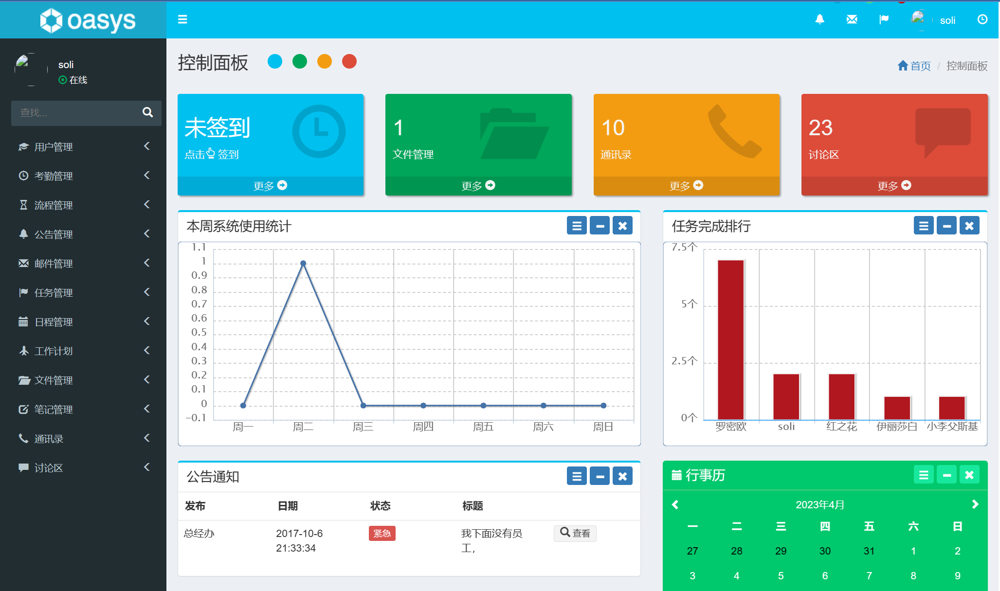 oasys
soli
soli
在线
查找...
用户管理
考勤管理
流程管理
公告管理
邮件管理
任务管理
日程管理
工作计划
文件管理
笔记管理
通讯录
讨论区
控制面板
首页 / 控制面板
未签到
点击 签到
更多
1
文件管理
更多
10
通讯录
更多
23
讨论区
更多
本周系统使用统计
1.1
1
0.9
0.8
0.7
0.6
0.5
0.4
0.3
0.2
0.1
0
-0.1
周一 周二 周三 周四 周五 周六 周日
任务完成排行
7.5个
5个
2.5个
0个
罗密欧 soli 红之花 伊丽莎白 小李父斯基
公告通知
发布 日期 状态 标题
总经办 2017-10-6 紧急 我下面没有员 查看
21:33:34 工，
行事历
2023年4月
一 二 三 四 五 六 日
27 28 29 30 31 1 2
3 4 5 6 7 8 9